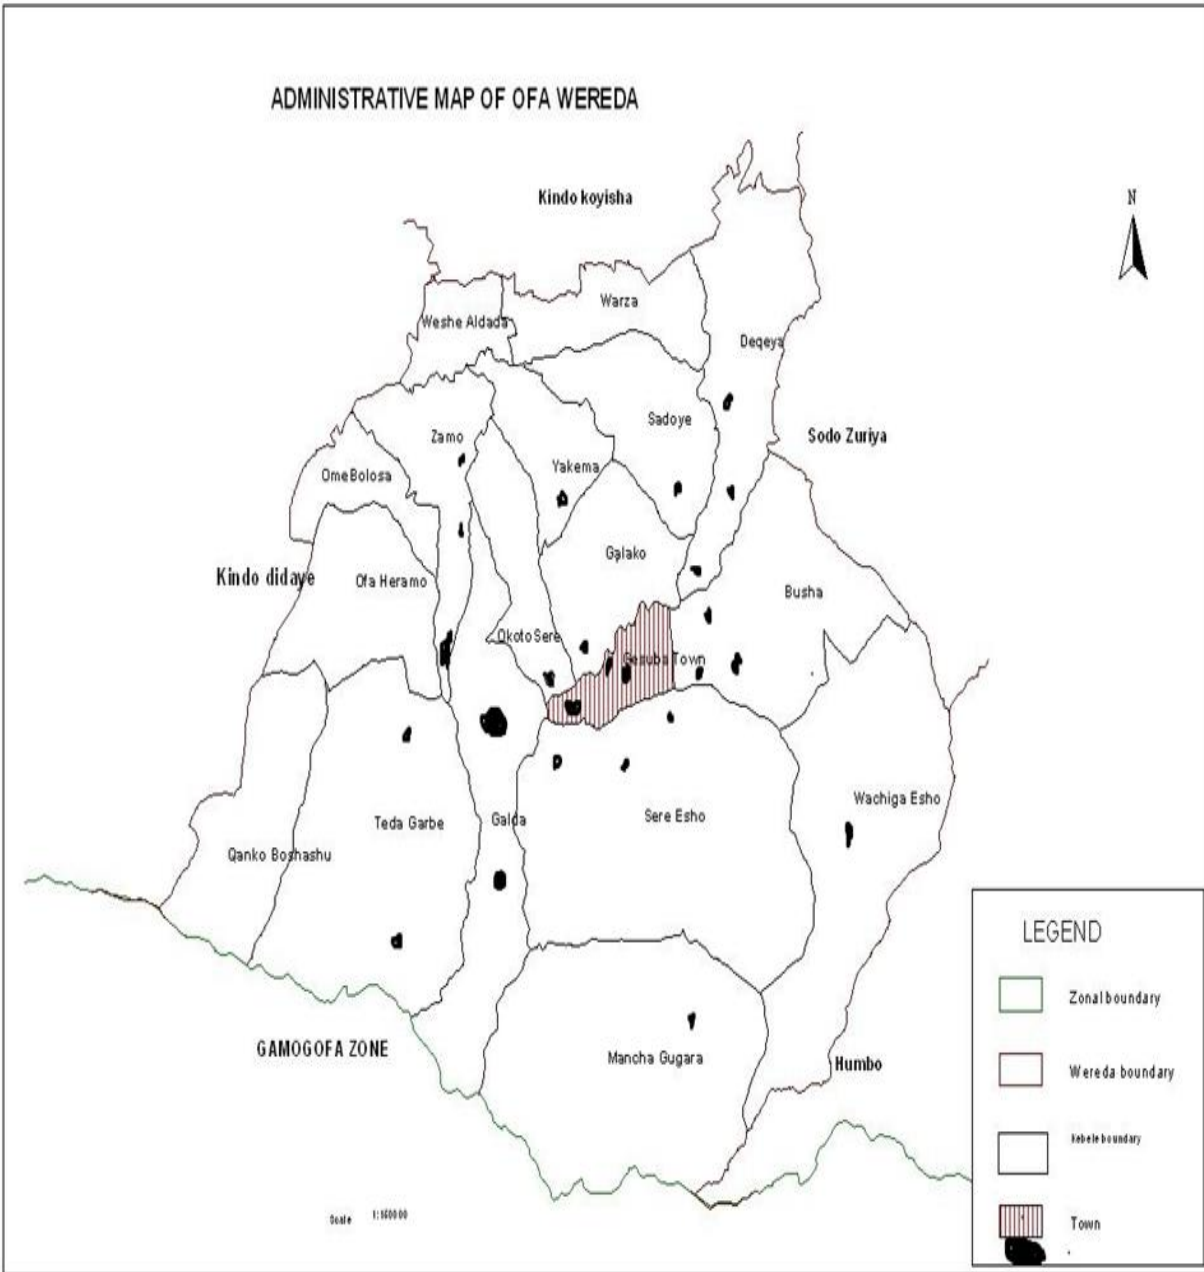 ADMINISTRATIVE MAP OF OFA WEREDA
Kindo koyisha
N
Warza
Weshe Aldada
Deqeya
Sadoye
Sodo Zuriya
Zamo
Yakema
OmeBolosa
Galako
Kindo didaye
Ofa Heramo
Busha
Okoto Sere
Gesuba Town
Wachiga Esho
Sere Esho
Galda
Teda Garbe
Qanko Boshashu
LEGEND
Zonal boundary
GAMOGOFA ZONE
Mancha Gugara
Humbo
Wereda boundary
Kebele boundary
Scale
Town